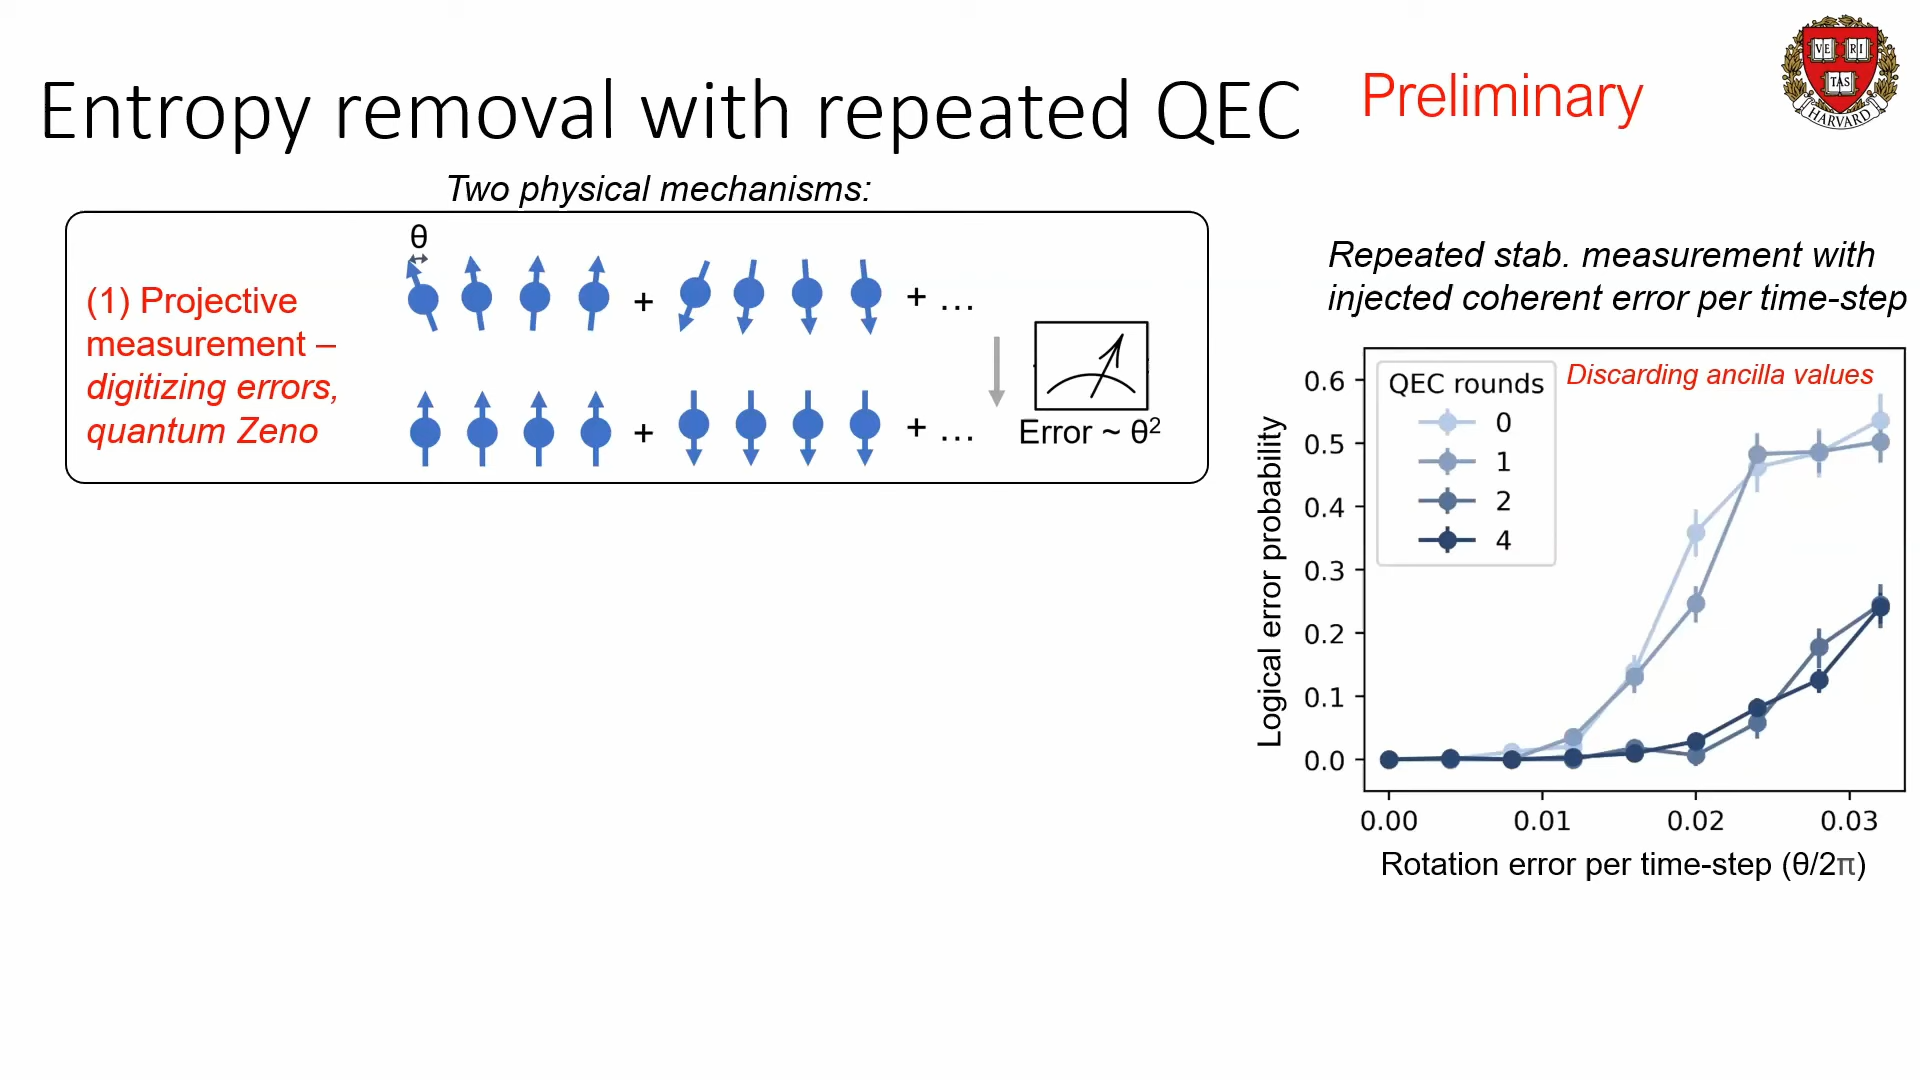 Entropy removal with repeated QEC
Preliminary
VE RI
TAS
HARVARD
Two physical mechanisms:
θ
(1) Projective
measurement –
digitizing errors,
quantum Zeno
+
+ …
+
+ …
Error ~ θ²
Repeated stab. measurement with
injected coherent error per time-step
Discarding ancilla values
QEC rounds
0
1
2
4
Logical error probability
0.6
0.5
0.4
0.3
0.2
0.1
0.0
0.00 0.01 0.02 0.03
Rotation error per time-step (θ/2π)